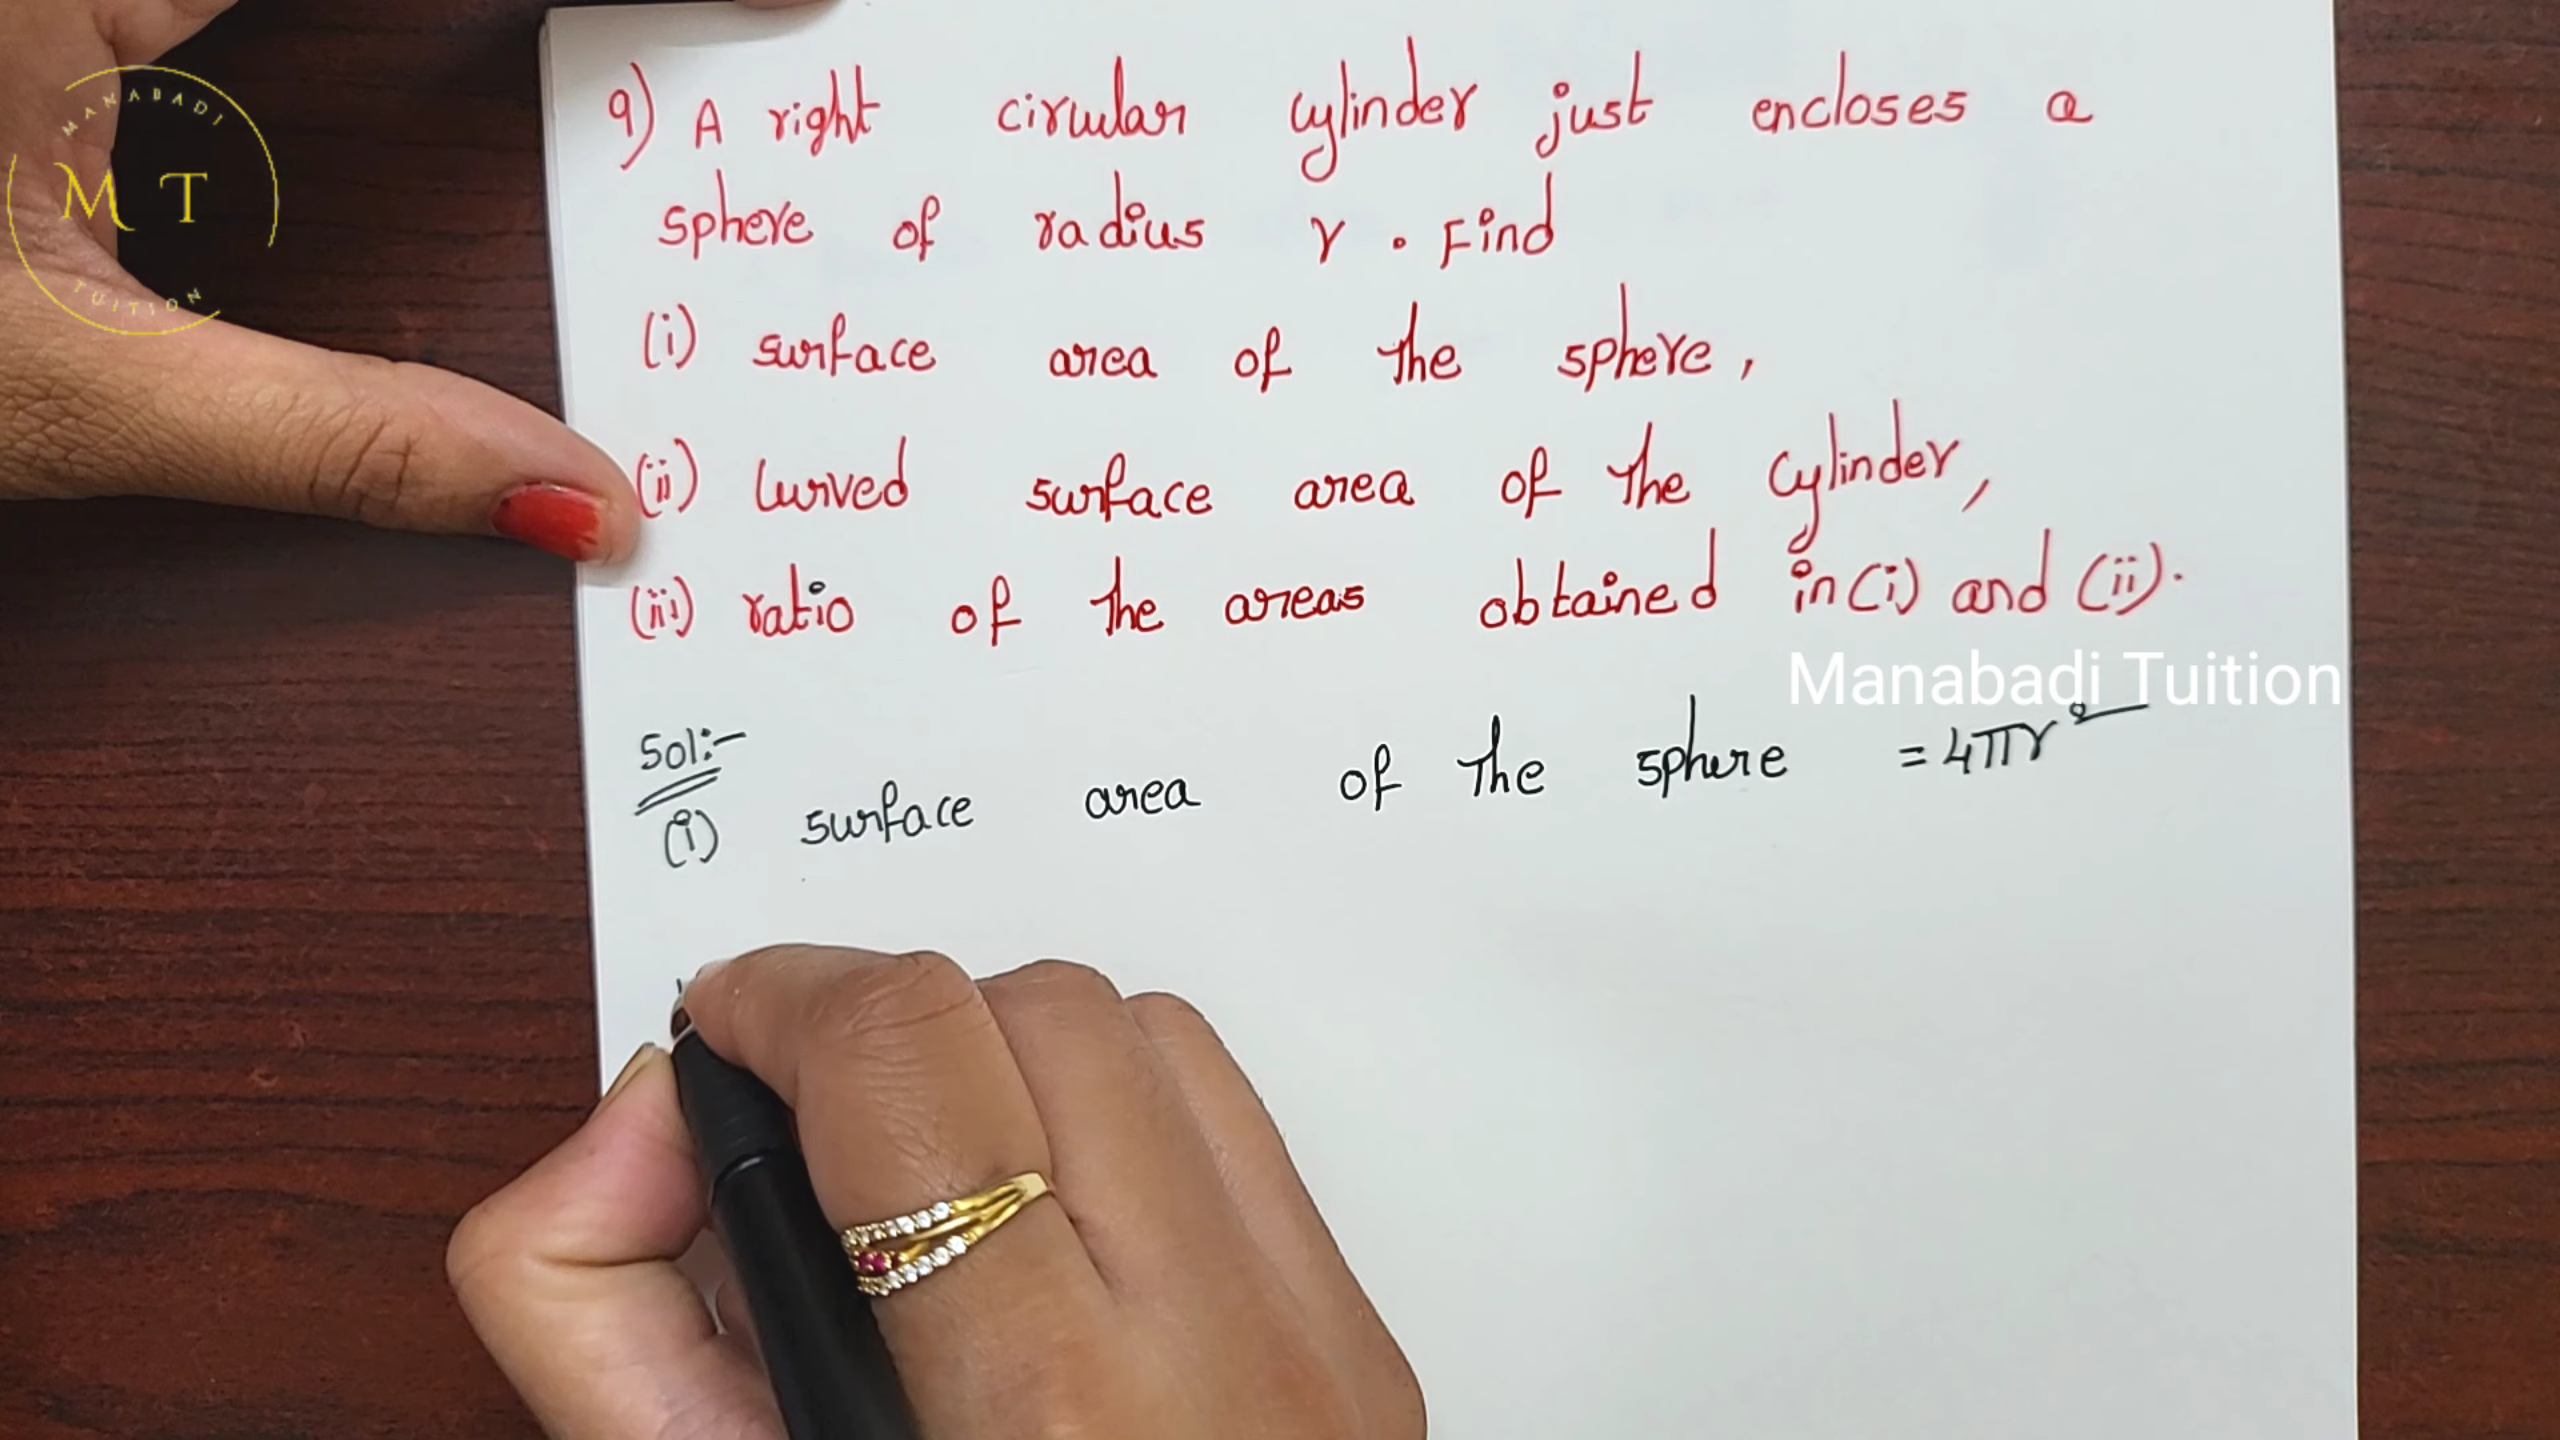 MANABADI
MT
TUITION
9) A right circular cylinder just encloses a
sphere of radius r. Find
(i) surface area of the sphere,
(ii) Curved surface area of the cylinder,
(iii) ratio of the areas obtained in (i) and (ii).
Manabadi Tuition
Sol:-
(i) surface area of the sphere = 4πr²